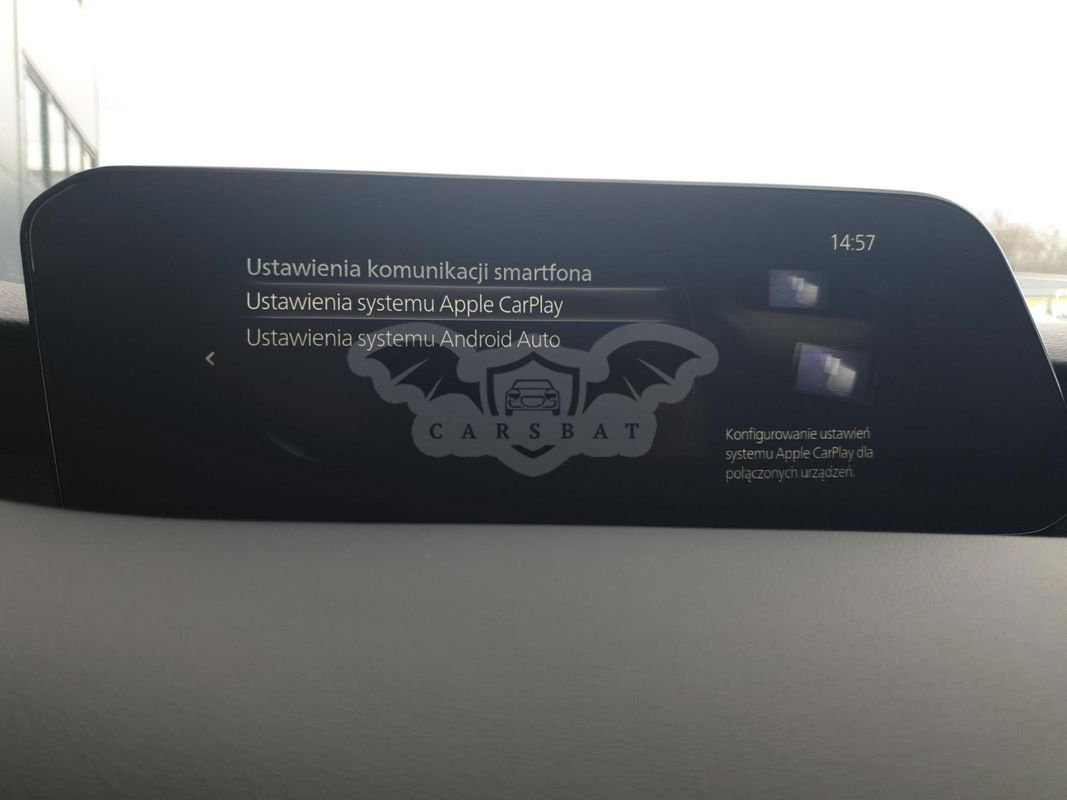 14:57
Ustawienia komunikacji smartfona
Ustawienia systemu Apple CarPlay
Ustawienia systemu Android Auto
CARSBAT
Konfigurowanie ustawień
systemu Apple CarPlay dla
połączonych urządzeń.